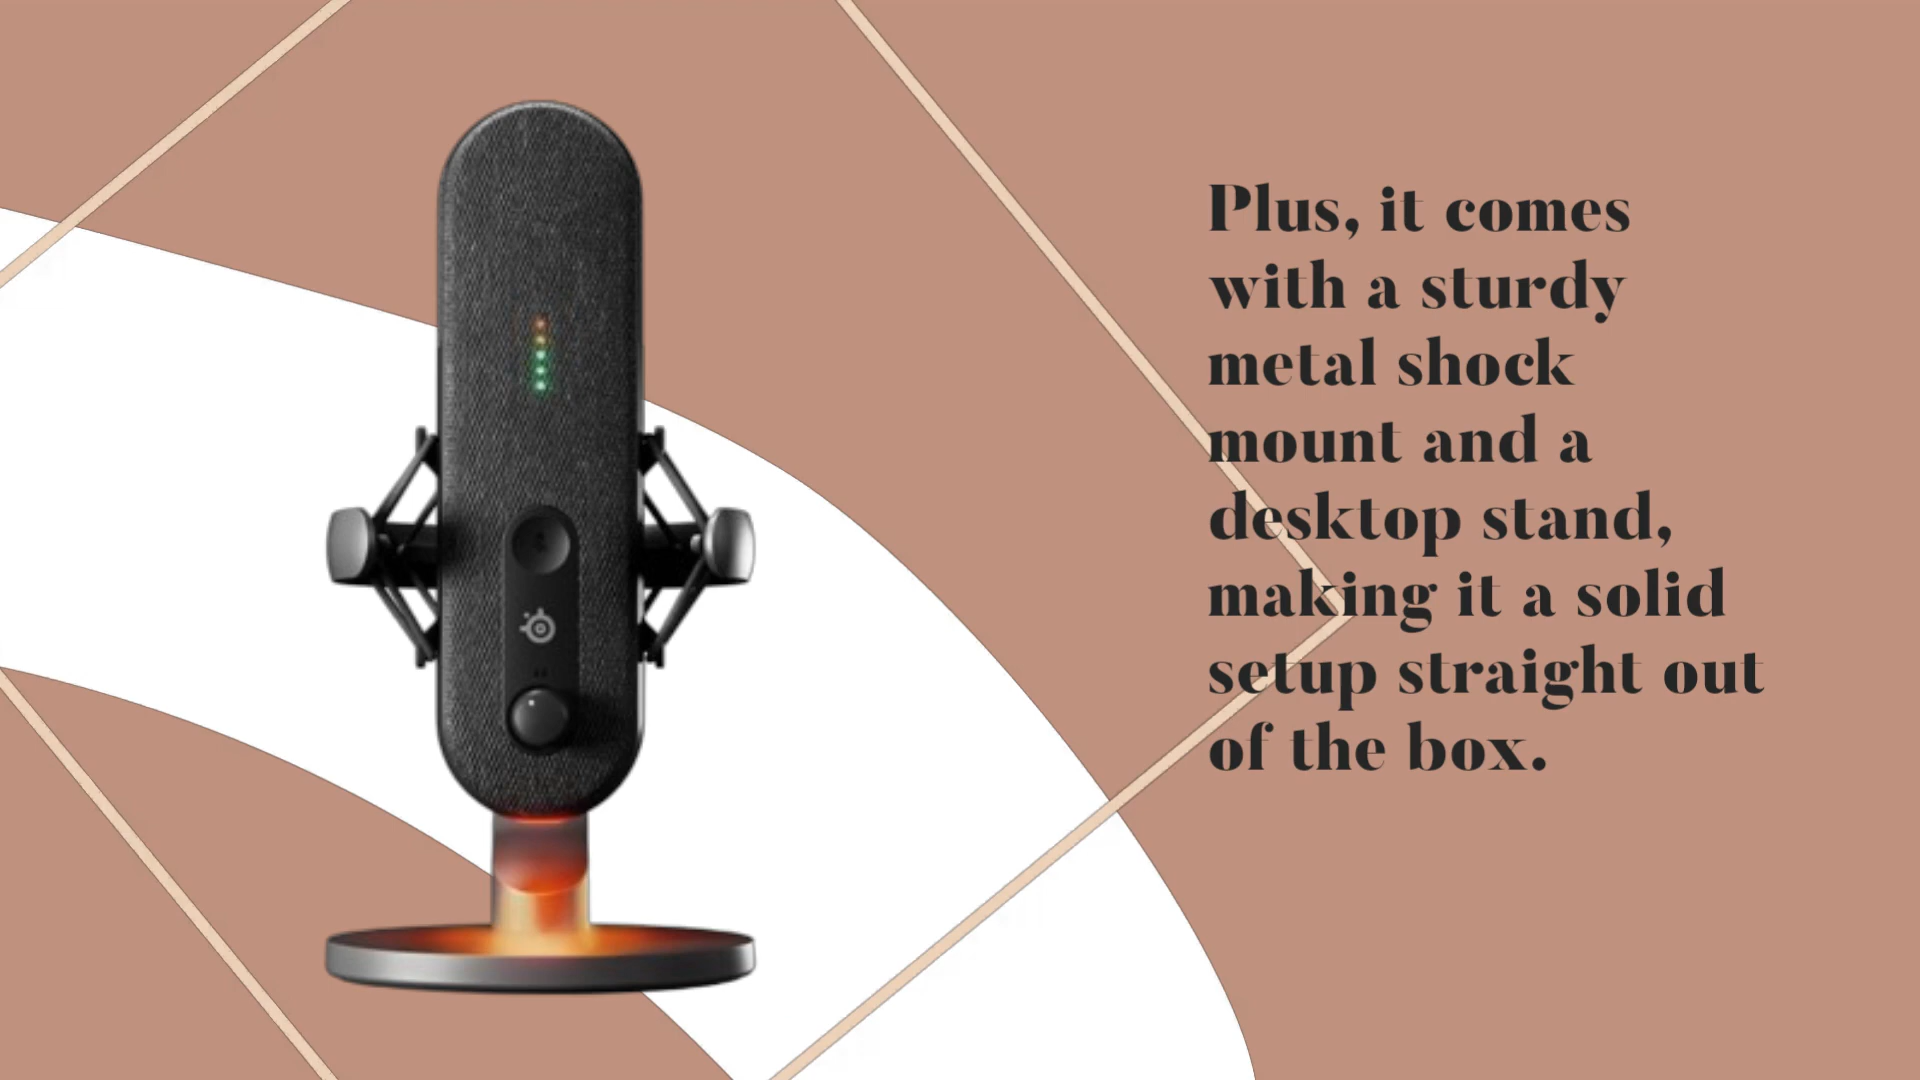 Plus, it comes
with a sturdy
metal shock
mount and a
desktop stand,
making it a solid
setup straight out
of the box.